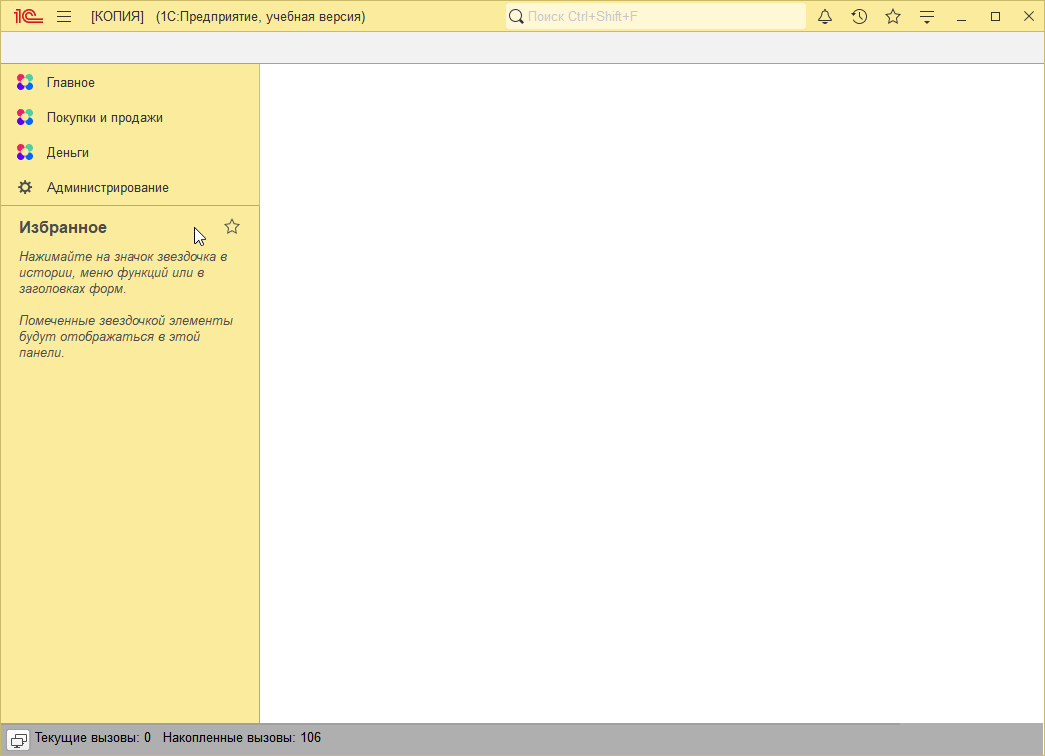 1С [КОПИЯ] (1С:Предприятие, учебная версия) Поиск Ctrl+Shift+F
Главное
Покупки и продажи
Деньги
Администрирование
Избранное
Нажимайте на значок звездочка в
истории, меню функций или в
заголовках форм.
Помеченные звездочкой элементы
будут отображаться в этой
панели.
Текущие вызовы: 0 Накопленные вызовы: 106